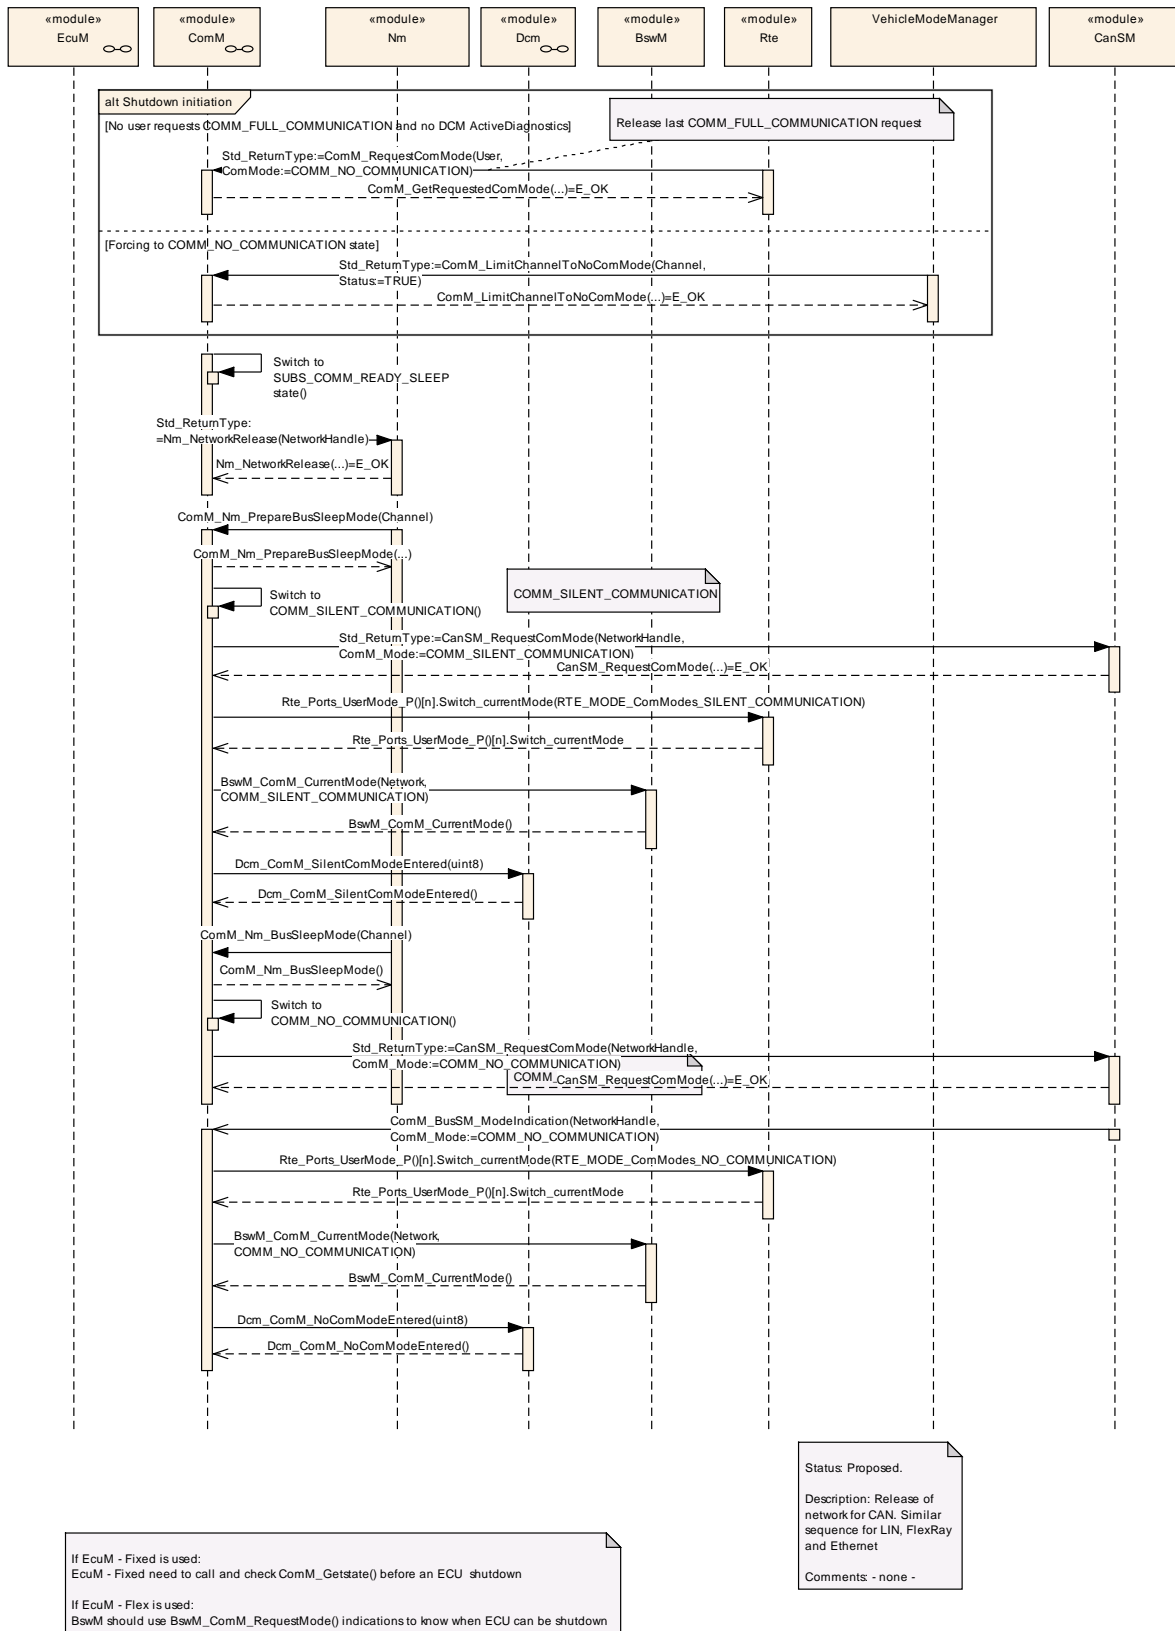 «module»
EcuM
«module»
ComM
«module»
Nm
«module»
Dcm
«module»
BswM
«module»
Rte
VehicleModeManager
«module»
CanSM
alt Shutdown initiation
[No user requests COMM_FULL_COMMUNICATION and no DCM ActiveDiagnostics]
Release last COMM_FULL_COMMUNICATION request
Std_ReturnType:=ComM_RequestComMode(User,
ComMode:=COMM_NO_COMMUNICATION)
ComM_GetRequestedComMode(...)=E_OK
[Forcing to COMM_NO_COMMUNICATION state]
Std_ReturnType:=ComM_LimitChannelToNoComMode(Channel,
Status:=TRUE)
ComM_LimitChannelToNoComMode(...)=E_OK
Switch to
SUBS_COMM_READY_SLEEP
state()
Std_ReturnType:
=Nm_NetworkRelease(NetworkHandle)
Nm_NetworkRelease(...)=E_OK
ComM_Nm_PrepareBusSleepMode(Channel)
ComM_Nm_PrepareBusSleepMode(...)
Switch to
COMM_SILENT_COMMUNICATION()
COMM_SILENT_COMMUNICATION
Std_ReturnType:=CanSM_RequestComMode(NetworkHandle,
ComM_Mode:=COMM_SILENT_COMMUNICATION)
CanSM_RequestComMode(...)=E_OK
Rte_Ports_UserMode_P()[n].Switch_currentMode(RTE_MODE_ComModes_SILENT_COMMUNICATION)
Rte_Ports_UserMode_P()[n].Switch_currentMode
BswM_ComM_CurrentMode(Network,
COMM_SILENT_COMMUNICATION)
BswM_ComM_CurrentMode()
Dcm_ComM_SilentComModeEntered(uint8)
Dcm_ComM_SilentComModeEntered()
ComM_Nm_BusSleepMode(Channel)
ComM_Nm_BusSleepMode()
Switch to
COMM_NO_COMMUNICATION()
Std_ReturnType:=CanSM_RequestComMode(NetworkHandle,
ComM_Mode:=COMM_NO_COMMUNICATION)
COMM_
CanSM_RequestComMode(...)=E_OK
ComM_BusSM_ModeIndication(NetworkHandle,
ComM_Mode:=COMM_NO_COMMUNICATION)
Rte_Ports_UserMode_P()[n].Switch_currentMode(RTE_MODE_ComModes_NO_COMMUNICATION)
Rte_Ports_UserMode_P()[n].Switch_currentMode
BswM_ComM_CurrentMode(Network,
COMM_NO_COMMUNICATION)
BswM_ComM_CurrentMode()
Dcm_ComM_NoComModeEntered(uint8)
Dcm_ComM_NoComModeEntered()
Status: Proposed.
Description: Release of
network for CAN. Similar
sequence for LIN, FlexRay
and Ethernet
Comments: - none -
If EcuM - Fixed is used:
EcuM - Fixed need to call and check ComM_Getstate() before an ECU shutdown
If EcuM - Flex is used:
BswM should use BswM_ComM_RequestMode() indications to know when ECU can be shutdown